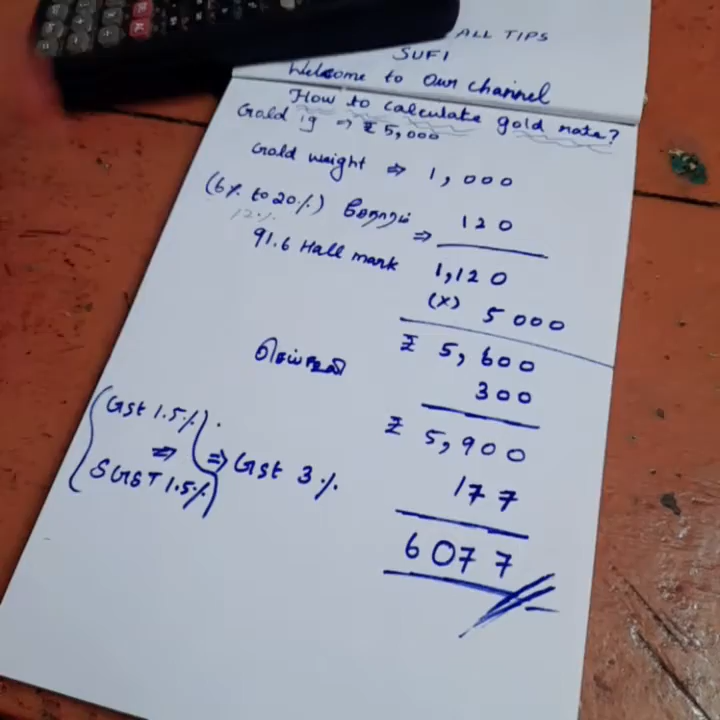 ALL TIPS
SUFI
Welcome to Our channel
How to calculate gold rate?
Gold 1g ⇒ ₹ 5,000
Gold weight ⇒ 1,000
(6% to 20%) சேதாரம் ⇒ 120
12%
91.6 Hall mark 1,120
(x) 5000
₹ 5,600
செய்கூலி 300
₹ 5,900
Gst 1.5%
SGST 1.5% ⇒ Gst 3%
177
6077